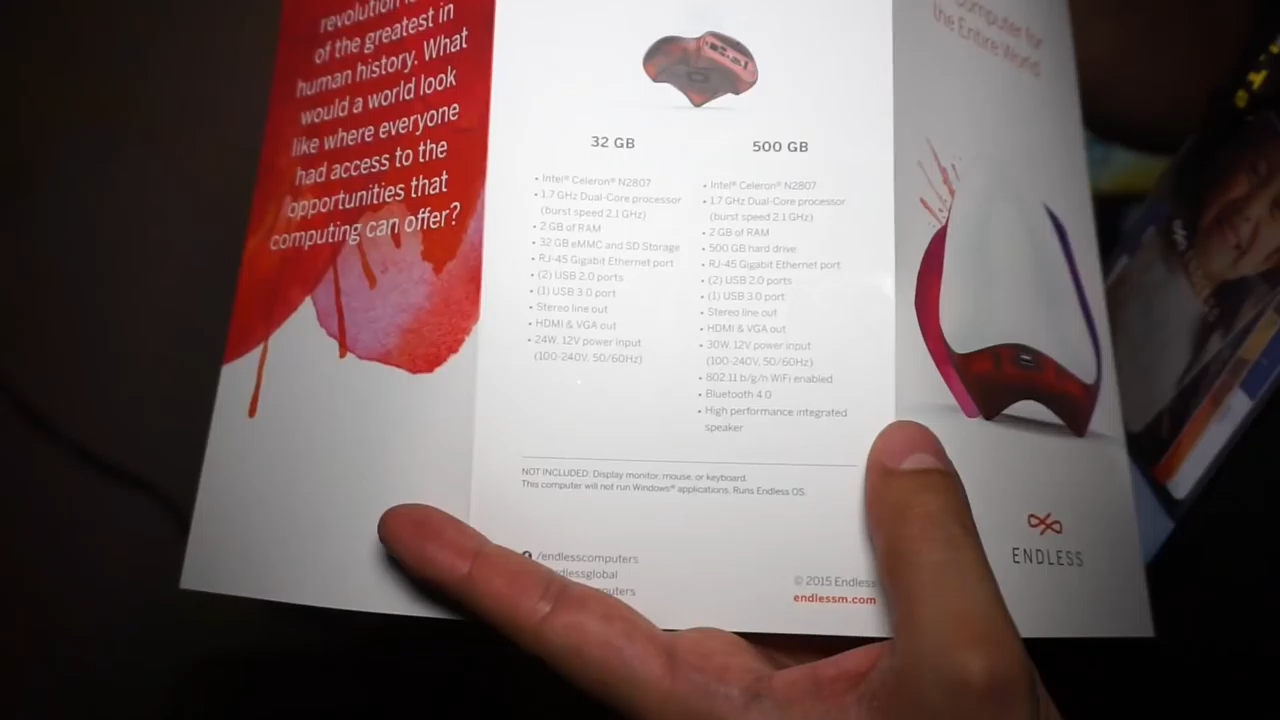 revolution
of the greatest in
human history. What
would a world look
like where everyone
had access to the
opportunities that
computing can offer?
32 GB
• Intel® Celeron N2807
• 1.7 GHz Dual-Core processor
(burst speed 2.1 GHz)
• 2 GB of RAM
• 32 GB eMMC and SD Storage
• RJ-45 Gigabit Ethernet port
• (2) USB 2.0 ports
• (1) USB 3.0 port
• Stereo line out
• HDMI & VGA out
• 24W, 12V power input
(100-240V, 50/60Hz)
500 GB
• Intel® Celeron N2807
• 1.7 GHz Dual-Core processor
(burst speed 2.1 GHz)
• 2 GB of RAM
• 500 GB hard drive
• RJ-45 Gigabit Ethernet port
• (2) USB 2.0 ports
• (1) USB 3.0 port
• Stereo line out
• HDMI & VGA out
• 30W, 12V power input
(100-240V, 50/60Hz)
• 802.11 b/g/n WiFi enabled
• Bluetooth 4.0
• High performance integrated
speaker
NOT INCLUDED: Display monitor, mouse, or keyboard.
This computer will not run Windows® applications. Runs Endless OS.
/endlesscomputers
© 2015 Endless
endlessm.com
Computer for
the Entire World
ENDLESS